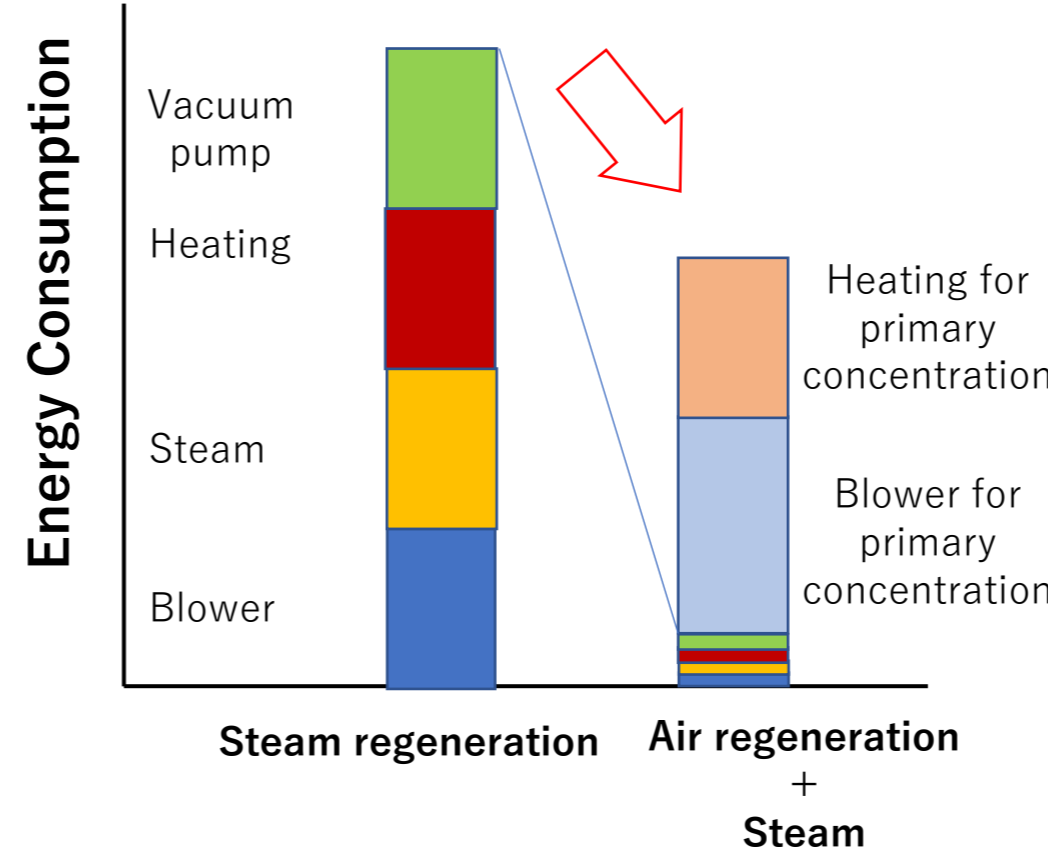 Energy Consumption
Vacuum
pump
Heating
Steam
Blower
Heating for
primary
concentration
Blower for
primary
concentration
Steam regeneration
Air regeneration
+
Steam